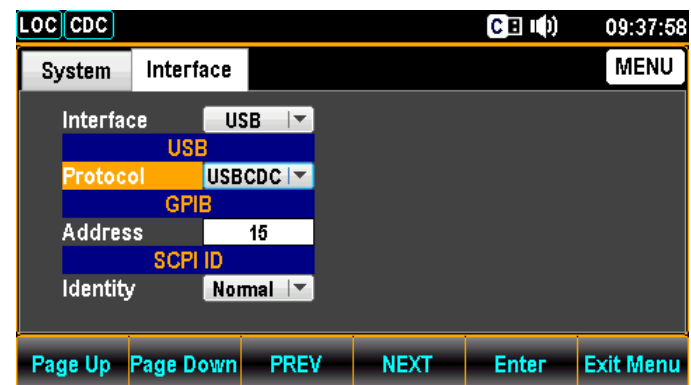 LOC CDC C 09:37:58
System Interface MENU
Interface USB
USB
Protocol USBCDC
GPIB
Address 15
SCPI ID
Identity Normal
Page Up Page Down PREV NEXT Enter Exit Menu